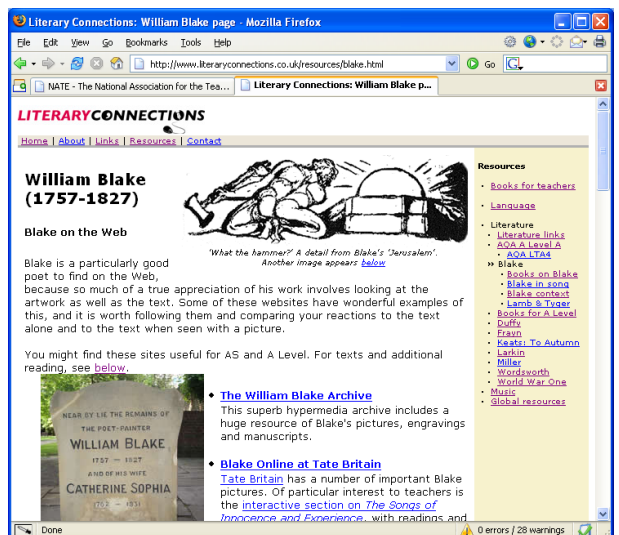 Literary Connections: William Blake page - Mozilla Firefox
File Edit View Go Bookmarks Tools Help
http://www.literaryconnections.co.uk/resources/blake.html Go G
NATE - The National Association for the Tea... Literary Connections: William Blake p...
LITERARYCONNECTIONS
Home | About | Links | Resources | Contact
William Blake
(1757-1827)
Blake on the Web
'What the hammer?' A detail from Blake's 'Jerusalem'.
Another image appears below
Blake is a particularly good
poet to find on the Web,
because so much of a true appreciation of his work involves looking at the
artwork as well as the text. Some of these websites have wonderful examples of
this, and it is worth following them and comparing your reactions to the text
alone and to the text when seen with a picture.
You might find these sites useful for AS and A Level. For texts and additional
reading, see below.
NEAR BY LIE THE REMAINS OF
THE POET-PAINTER
WILLIAM BLAKE
1757 — 1827
AND OF HIS WIFE
CATHERINE SOPHIA
1762 — 1831
The William Blake Archive
This superb hypermedia archive includes a
huge resource of Blake's pictures, engravings
and manuscripts.
Blake Online at Tate Britain
Tate Britain has a number of important Blake
pictures. Of particular interest to teachers is
the interactive section on The Songs of
Innocence and Experience, with readings and
Resources
Books for teachers
Language
Literature
Literature links
AQA A Level A
AQA LTA4
Blake
Books on Blake
Blake in song
Blake context
Lamb & Tyger
Books for A Level
Duffy
Frayn
Keats: To Autumn
Larkin
Miller
Wordsworth
World War One
Music
Global resources
Done 0 errors / 28 warnings